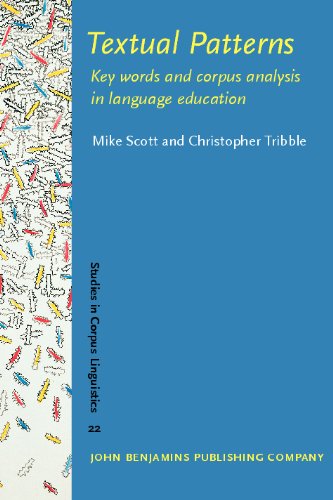 Textual Patterns
Key words and corpus analysis
in language education
Mike Scott and Christopher Tribble
Studies in Corpus Linguistics
22
JOHN BENJAMINS PUBLISHING COMPANY